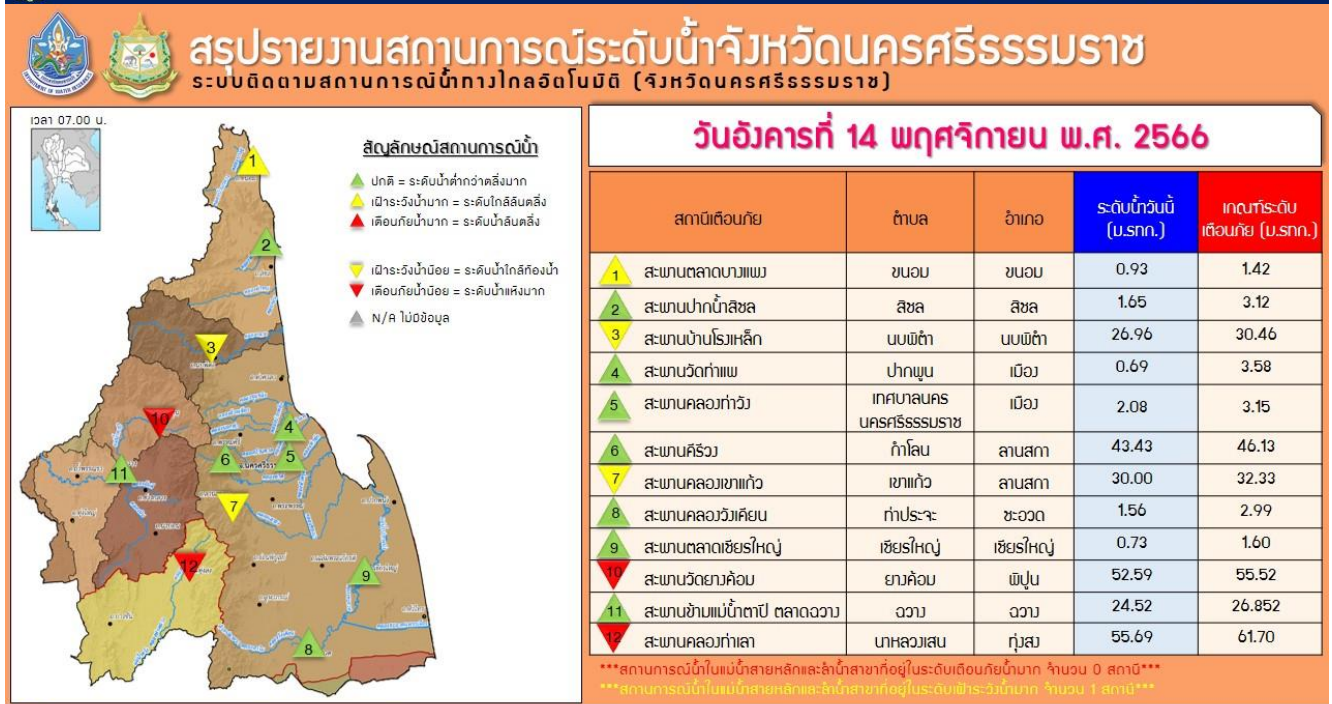 สรุปรายงานสถานการณ์ระดับน้ำจังหวัดนครศรีธรรมราช
ระบบติดตามสถานการณ์น้ำทางไกลอัตโนมัติ (จังหวัดนครศรีธรรมราช)
เวลา 07.00 น.
สัญลักษณ์สถานการณ์น้ำ
ปกติ = ระดับน้ำต่ำกว่าตลิ่งมาก
เฝ้าระวังน้ำมาก = ระดับใกล้ล้นตลิ่ง
เตือนภัยน้ำมาก = ระดับน้ำล้นตลิ่ง
เฝ้าระวังน้ำน้อย = ระดับน้ำใกล้ท้องน้ำ
เตือนภัยน้ำน้อย = ระดับน้ำแห้งมาก
N/A ไม่มีข้อมูล
1
2
3
10
4
11
6
5
7
12
9
8
วันอังคารที่ 14 พฤศจิกายน พ.ศ. 2566
สถานีเตือนภัย ตำบล อำเภอ ระดับน้ำวันนี้ (ม.รทก.) เกณฑ์ระดับเตือนภัย (ม.รทก.)
1 สะพานตลาดบางแพง ขนอม ขนอม 0.93 1.42
2 สะพานปากน้ำสิชล สิชล สิชล 1.65 3.12
3 สะพานบ้านโรงเหล็ก นบพิตำ นบพิตำ 26.96 30.46
4 สะพานวัดท่าแพ ปากพูน เมือง 0.69 3.58
5 สะพานคลองท่าวัง เทศบาลนครนครศรีธรรมราช เมือง 2.08 3.15
6 สะพานคีรีวง กำโลน ลานสกา 43.43 46.13
7 สะพานคลองเขาแก้ว เขาแก้ว ลานสกา 30.00 32.33
8 สะพานคลองวังเคียน ท่าประจะ ชะอวด 1.56 2.99
9 สะพานตลาดเชียรใหญ่ เชียรใหญ่ เชียรใหญ่ 0.73 1.60
10 สะพานวัดยางค้อม ยางค้อม พิปูน 52.59 55.52
11 สะพานข้ามแม่น้ำตาปี ตลาดฉวาง ฉวาง ฉวาง 24.52 26.852
12 สะพานคลองท่าเลา นาหลวงเสน ทุ่งสง 55.69 61.70
***สถานการณ์น้ำในแม่น้ำสายหลักและลำน้ำสาขาที่อยู่ในระดับเตือนภัยน้ำมาก จำนวน 0 สถานี***
***สถานการณ์น้ำในแม่น้ำสายหลักและลำน้ำสาขาที่อยู่ในระดับเฝ้าระวังน้ำมาก จำนวน 1 สถานี***